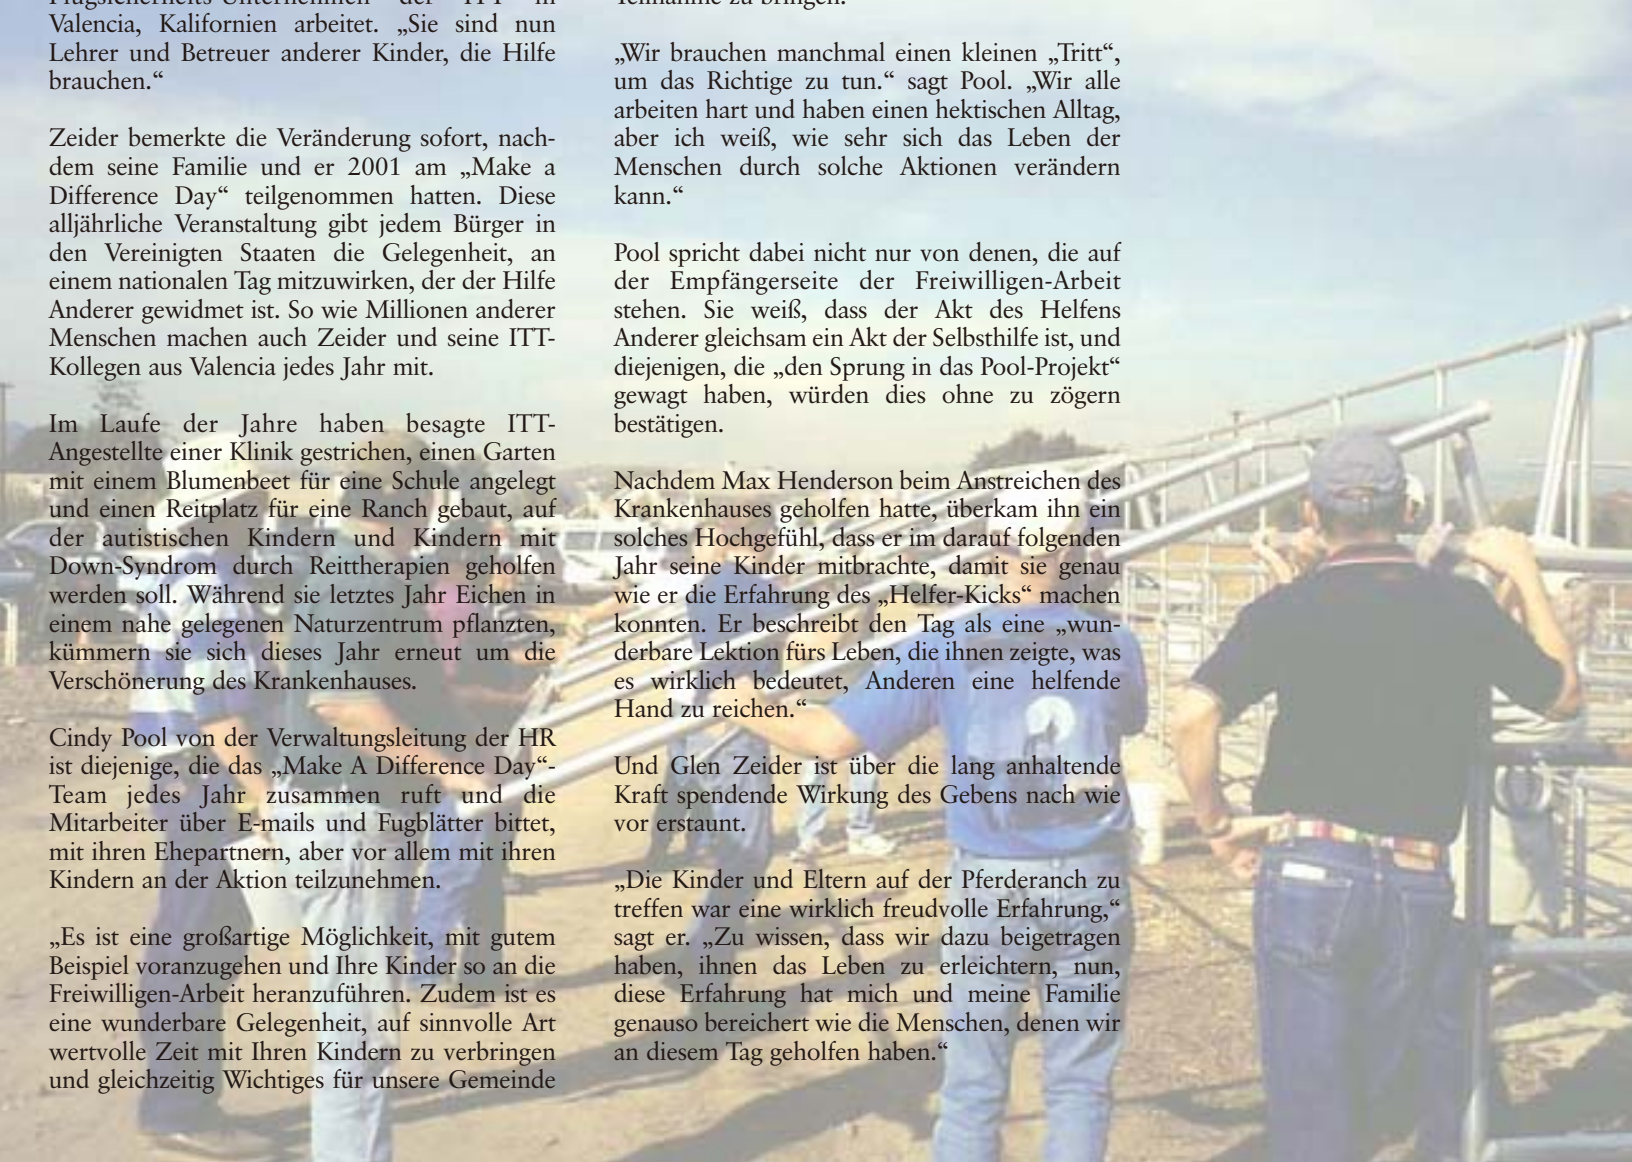 Valencia, Kalifornien arbeitet. „Sie sind nun
Lehrer und Betreuer anderer Kinder, die Hilfe
brauchen.“
Zeider bemerkte die Veränderung sofort, nach-
dem seine Familie und er 2001 am „Make a
Difference Day“ teilgenommen hatten. Diese
alljährliche Veranstaltung gibt jedem Bürger in
den Vereinigten Staaten die Gelegenheit, an
einem nationalen Tag mitzuwirken, der der Hilfe
Anderer gewidmet ist. So wie Millionen anderer
Menschen machen auch Zeider und seine ITT-
Kollegen aus Valencia jedes Jahr mit.
Im Laufe der Jahre haben besagte ITT-
Angestellte einer Klinik gestrichen, einen Garten
mit einem Blumenbeet für eine Schule angelegt
und einen Reitplatz für eine Ranch gebaut, auf
der autistischen Kindern und Kindern mit
Down-Syndrom durch Reittherapien geholfen
werden soll. Während sie letztes Jahr Eichen in
einem nahe gelegenen Naturzentrum pflanzten,
kümmern sie sich dieses Jahr erneut um die
Verschönerung des Krankenhauses.
Cindy Pool von der Verwaltungsleitung der HR
ist diejenige, die das „Make A Difference Day“-
Team jedes Jahr zusammen ruft und die
Mitarbeiter über E-mails und Fugblätter bittet,
mit ihren Ehepartnern, aber vor allem mit ihren
Kindern an der Aktion teilzunehmen.
„Es ist eine großartige Möglichkeit, mit gutem
Beispiel voranzugehen und Ihre Kinder so an die
Freiwilligen-Arbeit heranzuführen. Zudem ist es
eine wunderbare Gelegenheit, auf sinnvolle Art
wertvolle Zeit mit Ihren Kindern zu verbringen
und gleichzeitig Wichtiges für unsere Gemeinde
„Wir brauchen manchmal einen kleinen „Tritt“,
um das Richtige zu tun.“ sagt Pool. „Wir alle
arbeiten hart und haben einen hektischen Alltag,
aber ich weiß, wie sehr sich das Leben der
Menschen durch solche Aktionen verändern
kann.“
Pool spricht dabei nicht nur von denen, die auf
der Empfängerseite der Freiwilligen-Arbeit
stehen. Sie weiß, dass der Akt des Helfens
Anderer gleichsam ein Akt der Selbsthilfe ist, und
diejenigen, die „den Sprung in das Pool-Projekt“
gewagt haben, würden dies ohne zu zögern
bestätigen.
Nachdem Max Henderson beim Anstreichen des
Krankenhauses geholfen hatte, überkam ihn ein
solches Hochgefühl, dass er im darauf folgenden
Jahr seine Kinder mitbrachte, damit sie genau
wie er die Erfahrung des „Helfer-Kicks“ machen
konnten. Er beschreibt den Tag als eine „wun-
derbare Lektion fürs Leben, die ihnen zeigte, was
es wirklich bedeutet, Anderen eine helfende
Hand zu reichen.“
Und Glen Zeider ist über die lang anhaltende
Kraft spendende Wirkung des Gebens nach wie
vor erstaunt.
„Die Kinder und Eltern auf der Pferderanch zu
treffen war eine wirklich freudvolle Erfahrung,“
sagt er. „Zu wissen, dass wir dazu beigetragen
haben, ihnen das Leben zu erleichtern, nun,
diese Erfahrung hat mich und meine Familie
genauso bereichert wie die Menschen, denen wir
an diesem Tag geholfen haben.“